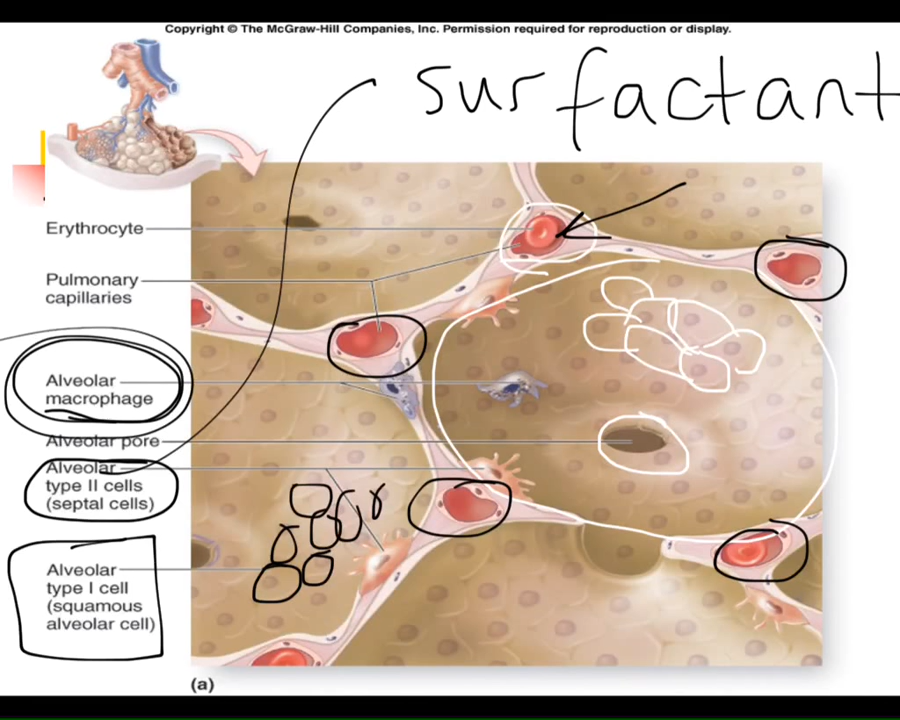 Copyright © The McGraw-Hill Companies, Inc. Permission required for reproduction or display.
surfactant
Erythrocyte
Pulmonary
capillaries
Alveolar
macrophage
Alveolar pore
Alveolar
type II cells
(septal cells)
Alveolar
type I cell
(squamous
alveolar cell)
(a)